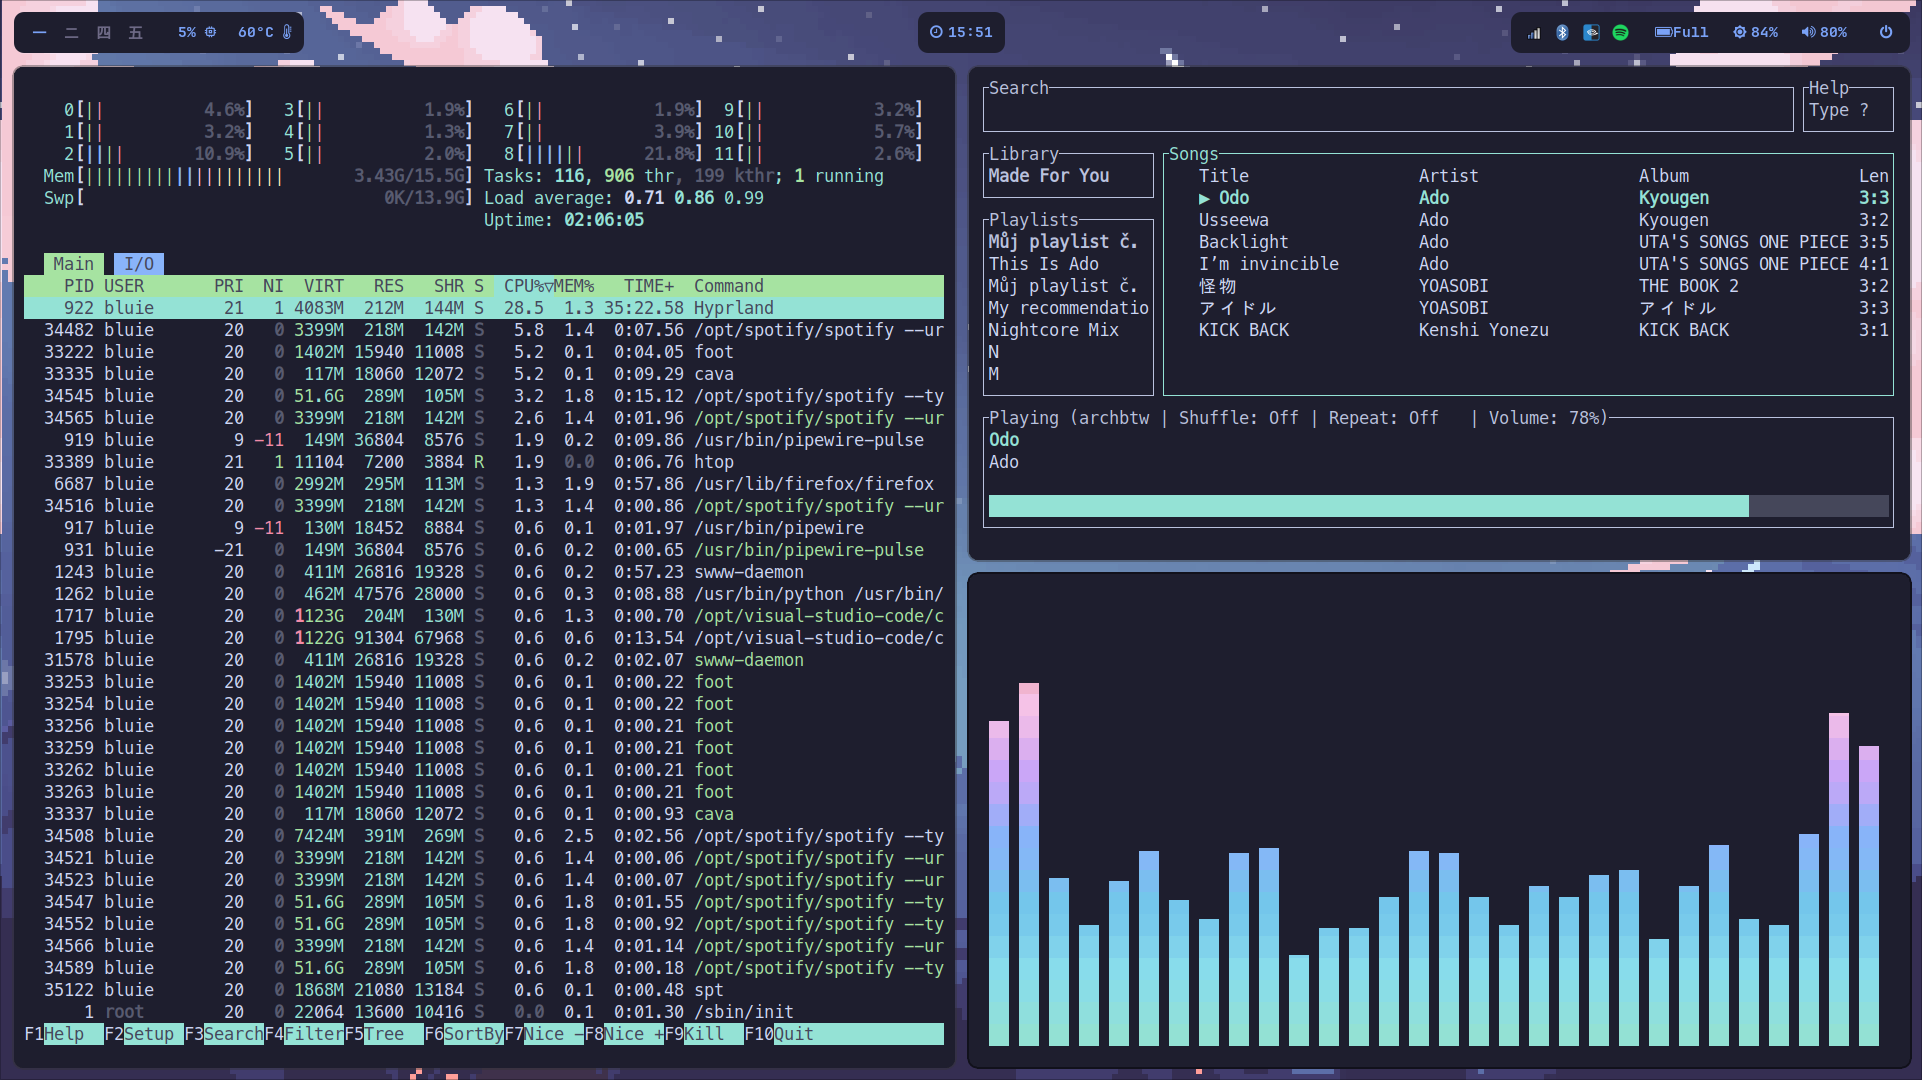 一 二 四 五 5% 60°C
15:51
Full 84% 80%
0[|| 4.6%] 3[|| 1.9%] 6[|| 1.9%] 9[|| 3.2%]
1[|| 3.2%] 4[|| 1.3%] 7[|| 3.9%] 10[|| 5.7%]
2[|||| 10.9%] 5[|| 2.0%] 8[|||||| 21.8%] 11[|| 2.6%]
Mem[|||||||||||||||||||| 3.43G/15.5G] Tasks: 116, 906 thr, 199 kthr; 1 running
Swp[ 0K/13.9G] Load average: 0.71 0.86 0.99
Uptime: 02:06:05
Main I/O
PID USER PRI NI VIRT RES SHR S CPU%▽MEM% TIME+ Command
922 bluie 21 1 4083M 212M 144M S 28.5 1.3 35:22.58 Hyprland
34482 bluie 20 0 3399M 218M 142M S 5.8 1.4 0:07.56 /opt/spotify/spotify --ur
33222 bluie 20 0 1402M 15940 11008 S 5.2 0.1 0:04.05 foot
33335 bluie 20 0 117M 18060 12072 S 5.2 0.1 0:09.29 cava
34545 bluie 20 0 51.6G 289M 105M S 3.2 1.8 0:15.12 /opt/spotify/spotify --ty
34565 bluie 20 0 3399M 218M 142M S 2.6 1.4 0:01.96 /opt/spotify/spotify --ur
919 bluie 9 -11 149M 36804 8576 S 1.9 0.2 0:09.86 /usr/bin/pipewire-pulse
33389 bluie 21 1 11104 7200 3884 R 1.9 0.0 0:06.76 htop
6687 bluie 20 0 2992M 295M 113M S 1.3 1.9 0:57.86 /usr/lib/firefox/firefox
34516 bluie 20 0 3399M 218M 142M S 1.3 1.4 0:00.86 /opt/spotify/spotify --ur
917 bluie 9 -11 130M 18452 8884 S 0.6 0.1 0:01.97 /usr/bin/pipewire
931 bluie -21 0 149M 36804 8576 S 0.6 0.2 0:00.65 /usr/bin/pipewire-pulse
1243 bluie 20 0 411M 26816 19328 S 0.6 0.2 0:57.23 swww-daemon
1262 bluie 20 0 462M 47576 28000 S 0.6 0.3 0:08.88 /usr/bin/python /usr/bin/
1717 bluie 20 0 1123G 204M 130M S 0.6 1.3 0:00.70 /opt/visual-studio-code/c
1795 bluie 20 0 1122G 91304 67968 S 0.6 0.6 0:13.54 /opt/visual-studio-code/c
31578 bluie 20 0 411M 26816 19328 S 0.6 0.2 0:02.07 swww-daemon
33253 bluie 20 0 1402M 15940 11008 S 0.6 0.1 0:00.22 foot
33254 bluie 20 0 1402M 15940 11008 S 0.6 0.1 0:00.22 foot
33256 bluie 20 0 1402M 15940 11008 S 0.6 0.1 0:00.21 foot
33259 bluie 20 0 1402M 15940 11008 S 0.6 0.1 0:00.21 foot
33262 bluie 20 0 1402M 15940 11008 S 0.6 0.1 0:00.21 foot
33263 bluie 20 0 1402M 15940 11008 S 0.6 0.1 0:00.21 foot
33337 bluie 20 0 117M 18060 12072 S 0.6 0.1 0:00.93 cava
34508 bluie 20 0 7424M 391M 269M S 0.6 2.5 0:02.56 /opt/spotify/spotify --ty
34521 bluie 20 0 3399M 218M 142M S 0.6 1.4 0:00.06 /opt/spotify/spotify --ur
34523 bluie 20 0 3399M 218M 142M S 0.6 1.4 0:00.07 /opt/spotify/spotify --ur
34547 bluie 20 0 51.6G 289M 105M S 0.6 1.8 0:01.55 /opt/spotify/spotify --ty
34552 bluie 20 0 51.6G 289M 105M S 0.6 1.8 0:00.92 /opt/spotify/spotify --ty
34566 bluie 20 0 3399M 218M 142M S 0.6 1.4 0:01.14 /opt/spotify/spotify --ur
34589 bluie 20 0 51.6G 289M 105M S 0.6 1.8 0:00.18 /opt/spotify/spotify --ty
35122 bluie 20 0 1868M 21080 13184 S 0.6 0.1 0:00.48 spt
1 root 20 0 22064 13600 10416 S 0.0 0.1 0:01.30 /sbin/init
F1Help F2Setup F3SearchF4FilterF5Tree F6SortByF7Nice -F8Nice +F9Kill F10Quit
Search
Help
Type ?
Library
Made For You
Playlists
Můj playlist č.
This Is Ado
Můj playlist č.
My recommendatio
Nightcore Mix
N
M
Songs
Title Artist Album Len
▶ Odo Ado Kyougen 3:3
Usseewa Ado Kyougen 3:2
Backlight Ado UTA'S SONGS ONE PIECE 3:5
I’m invincible Ado UTA'S SONGS ONE PIECE 4:1
怪物 YOASOBI THE BOOK 2 3:2
アイドル YOASOBI アイドル 3:3
KICK BACK Kenshi Yonezu KICK BACK 3:1
Playing (archbtw | Shuffle: Off | Repeat: Off | Volume: 78%)
Odo
Ado